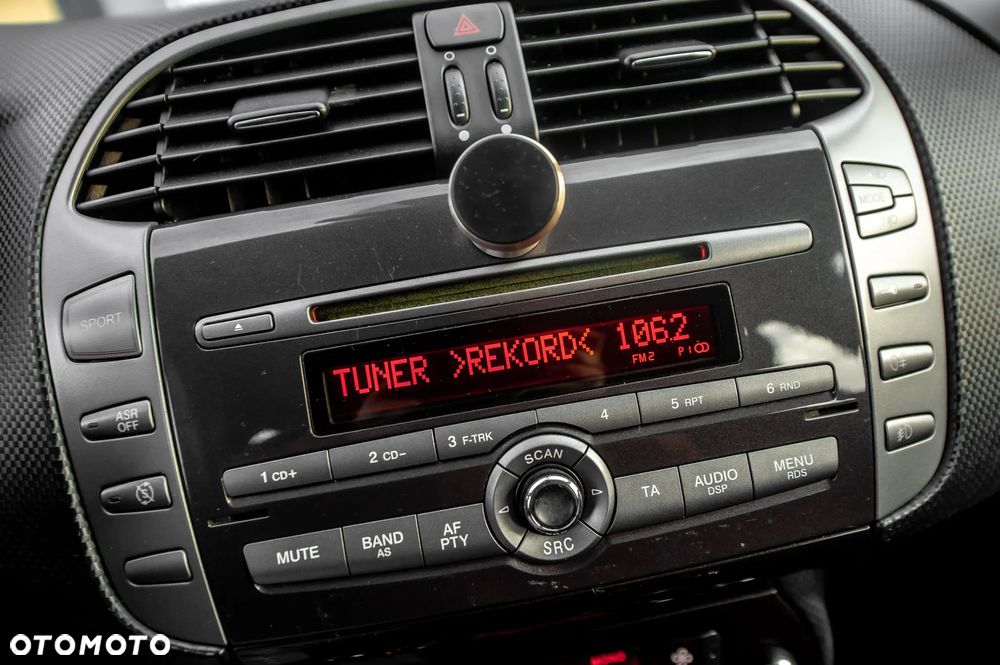 MODE
SPORT
TUNER >REKORD< 106.2
FM2 P1
ASR
OFF
1 CD+
2 CD-
3 F-TRK
4
5 RPT
6 RND
SCAN
MUTE
BAND
AS
AF
PTY
SRC
TA
AUDIO
DSP
MENU
RDS
OTOMOTO